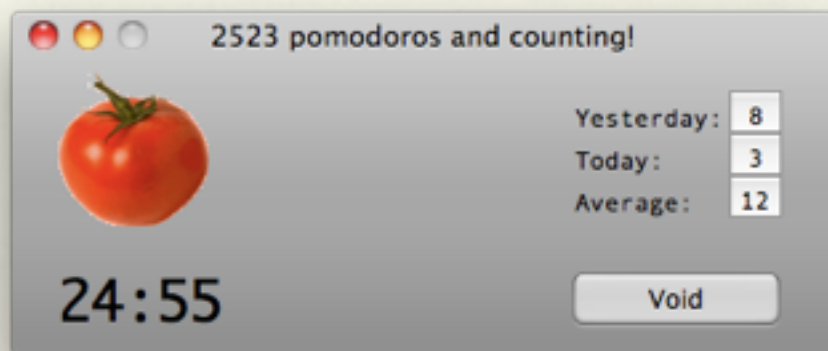 2523 pomodoros and counting!
Yesterday: 8
Today: 3
Average: 12
24:55
Void